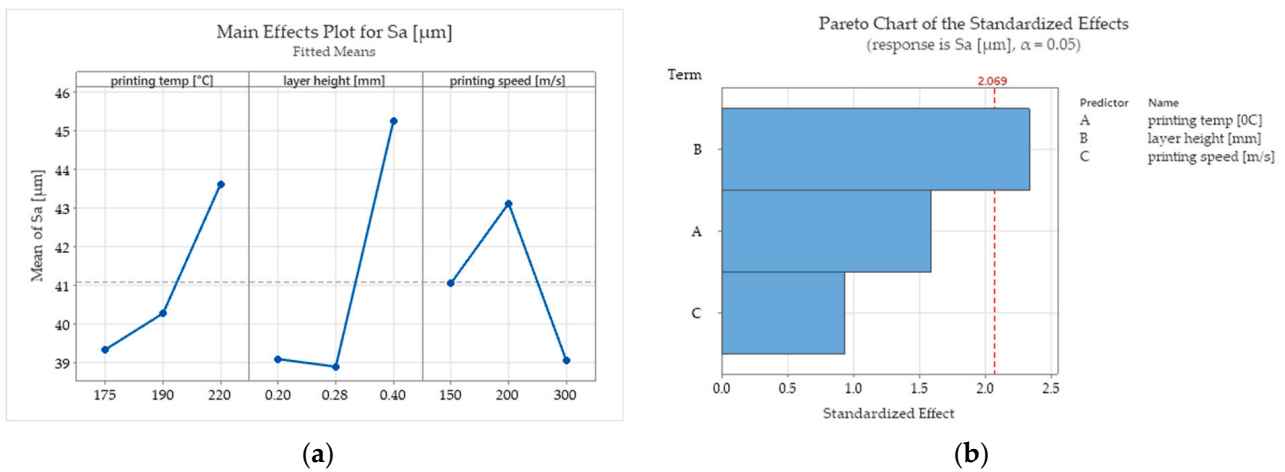 Main Effects Plot for Sa [µm]
Fitted Means
printing temp [°C] layer height [mm] printing speed [m/s]
Mean of Sa [µm]
46
45
44
43
42
41
40
39
175 190 220 0.20 0.28 0.40 150 200 300
(a)
Pareto Chart of the Standardized Effects
(response is Sa [µm], α = 0.05)
Term
2.069
B
A
C
0.0 0.5 1.0 1.5 2.0 2.5
Standardized Effect
Predictor Name
A printing temp [0C]
B layer height [mm]
C printing speed [m/s]
(b)